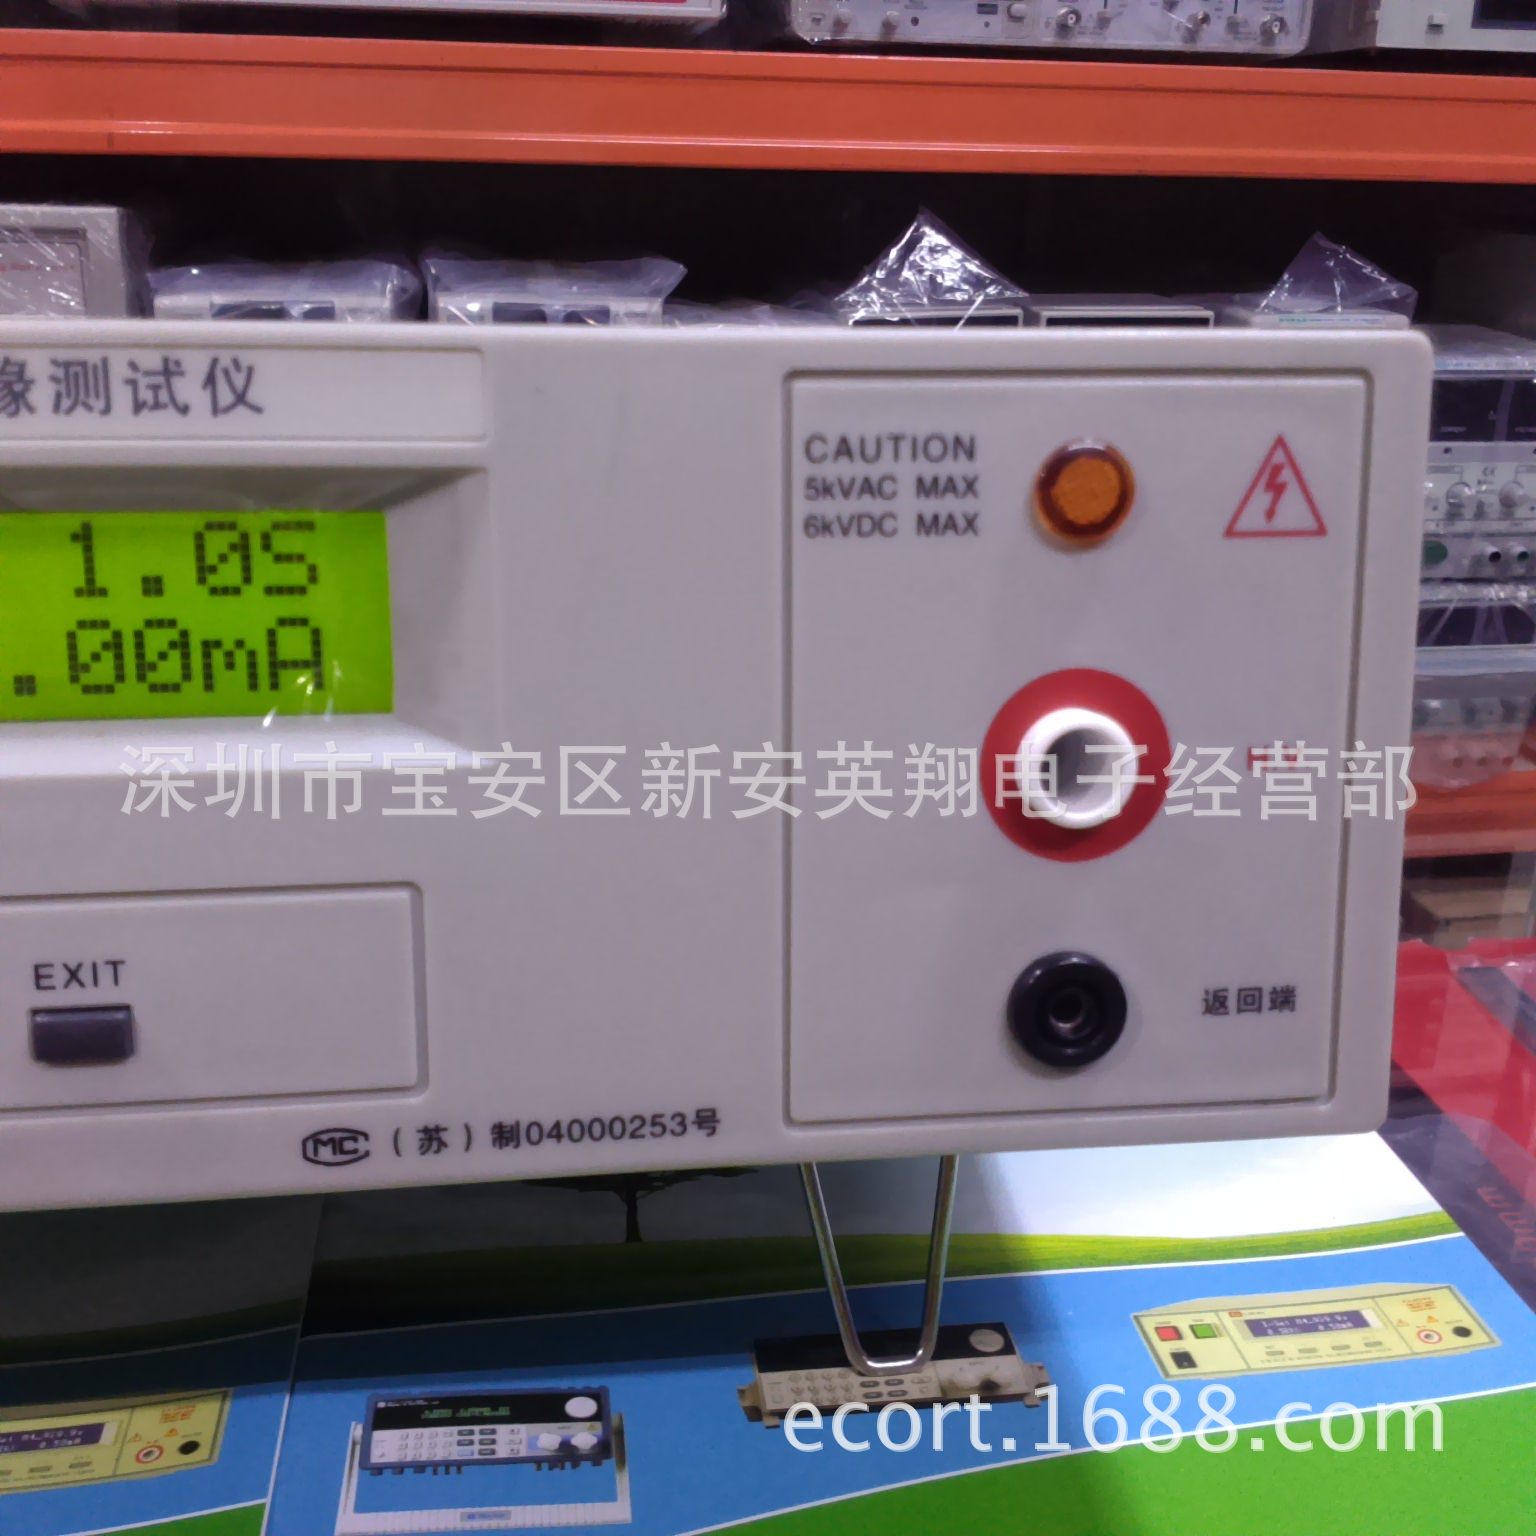 缘测试仪
CAUTION
5kVAC MAX
6kVDC MAX
1.0S
.00mA
深圳市宝安区新安英翔电子经营部
EXIT
返回端
MC (苏)制04000253号
ecort.1688.com